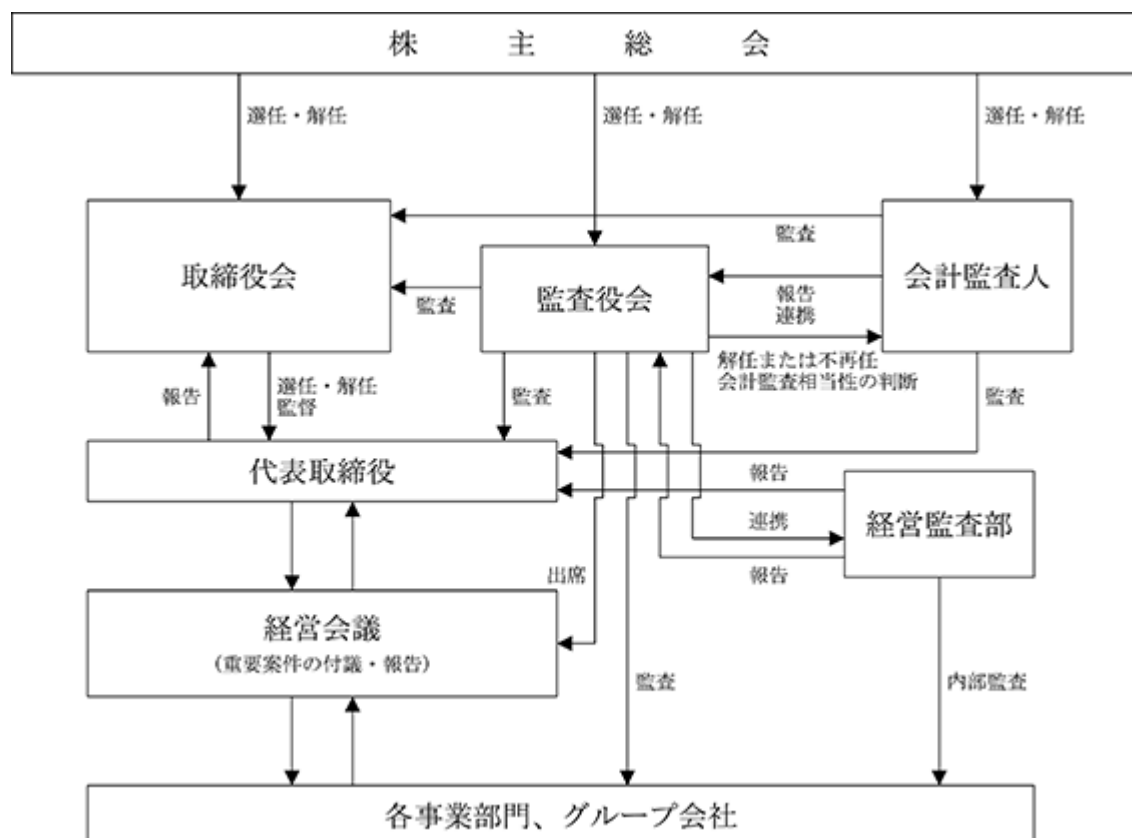 株主総会
選任・解任
選任・解任
選任・解任
取締役会
監査役会
会計監査人
監査
監査
報告
連携
解任または不再任
会計監査相当性の判断
報告
選任・解任
監督
監査
監査
代表取締役
報告
経営監査部
連携
報告
出席
経営会議
(重要案件の付議・報告)
監査
内部監査
各事業部門、グループ会社